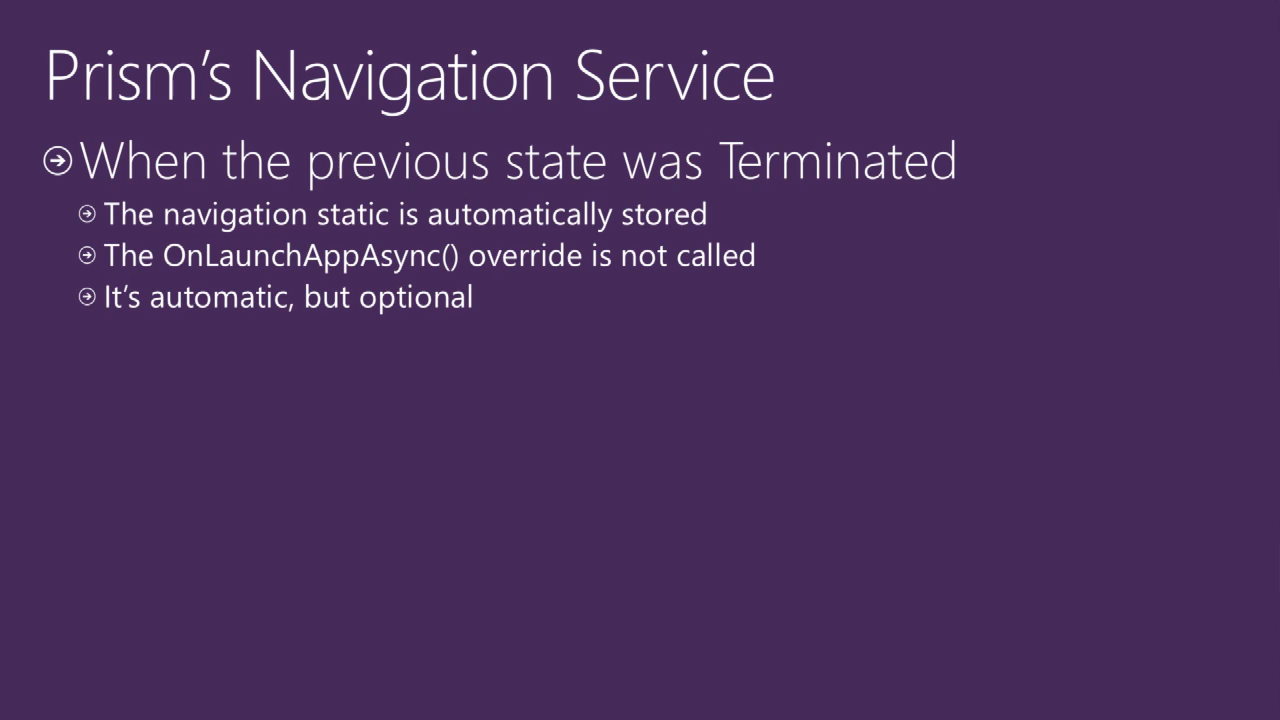 Prism's Navigation Service
When the previous state was Terminated
The navigation static is automatically stored
The OnLaunchAppAsync() override is not called
It's automatic, but optional